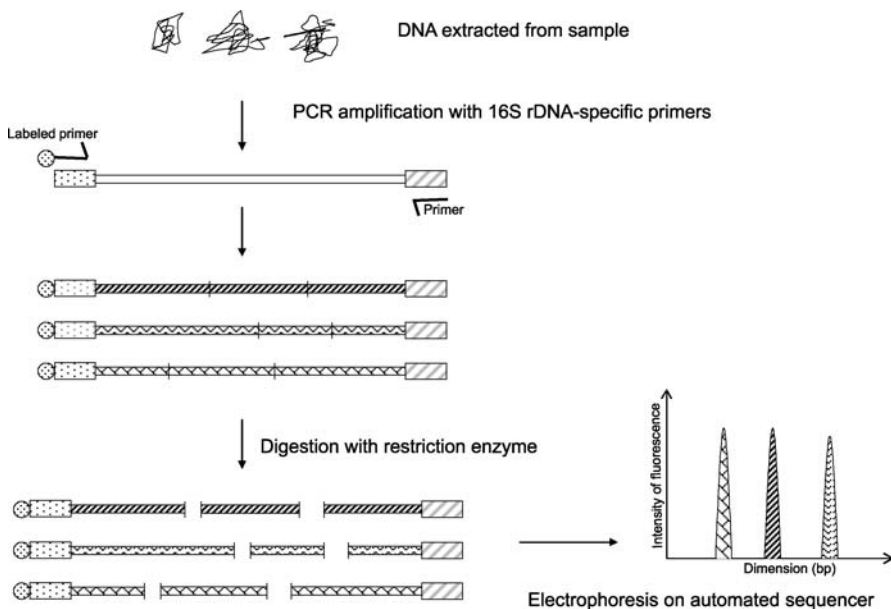 DNA extracted from sample
PCR amplification with 16S rDNA-specific primers
Labeled primer
Primer
Digestion with restriction enzyme
Intensity of fluorescence
Dimension (bp)
Electrophoresis on automated sequencer